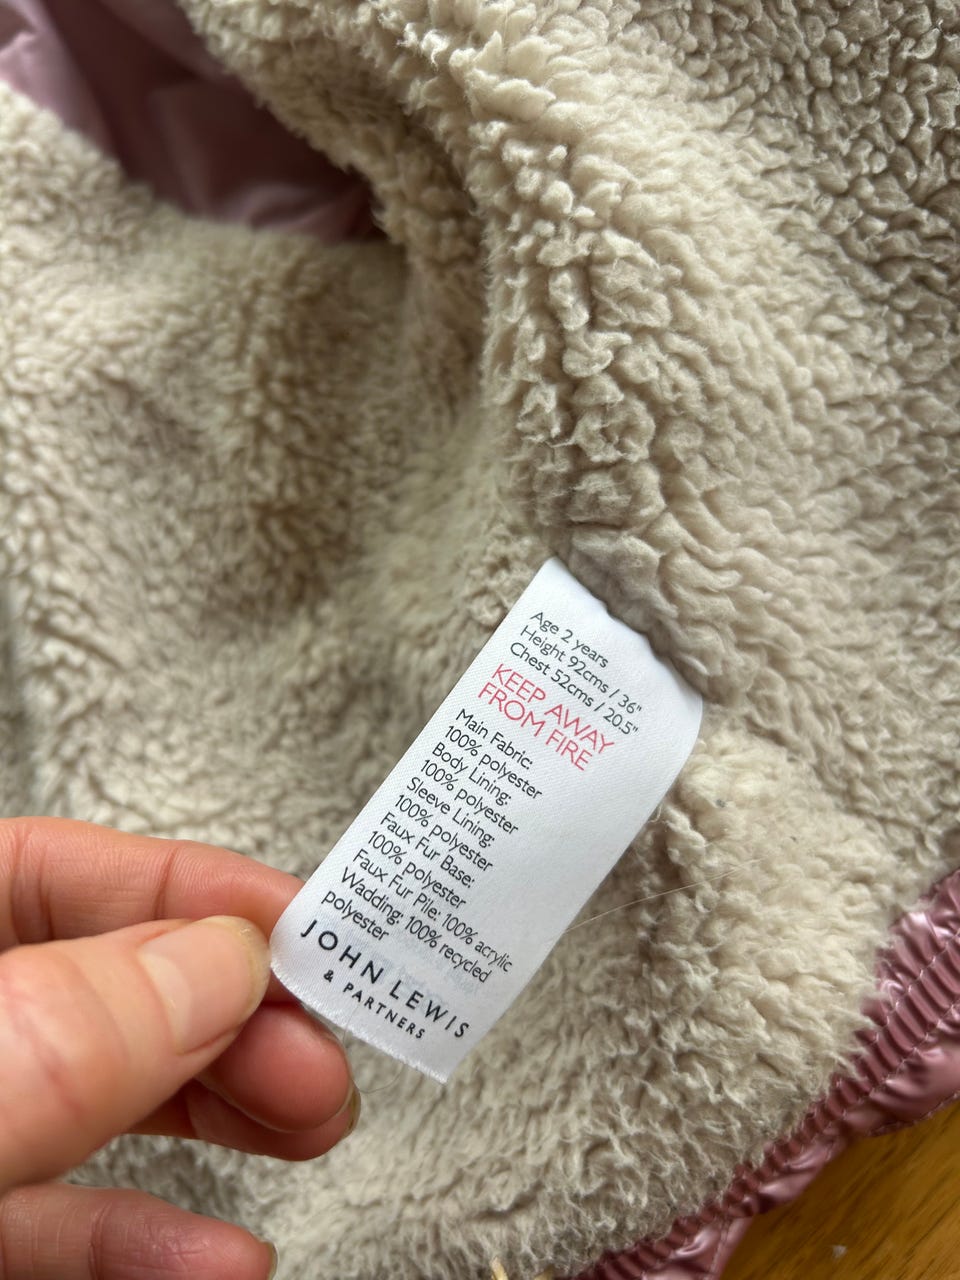 Age 2 years
Height 92cms / 36"
Chest 52cms / 20.5"
KEEP AWAY
FROM FIRE
Main Fabric:
100% polyester
Body Lining:
100% polyester
Sleeve Lining:
100% polyester
Faux Fur Base:
100% polyester
Faux Fur Pile: 100% acrylic
Wadding: 100% recycled
polyester
JOHN LEWIS
& PARTNERS